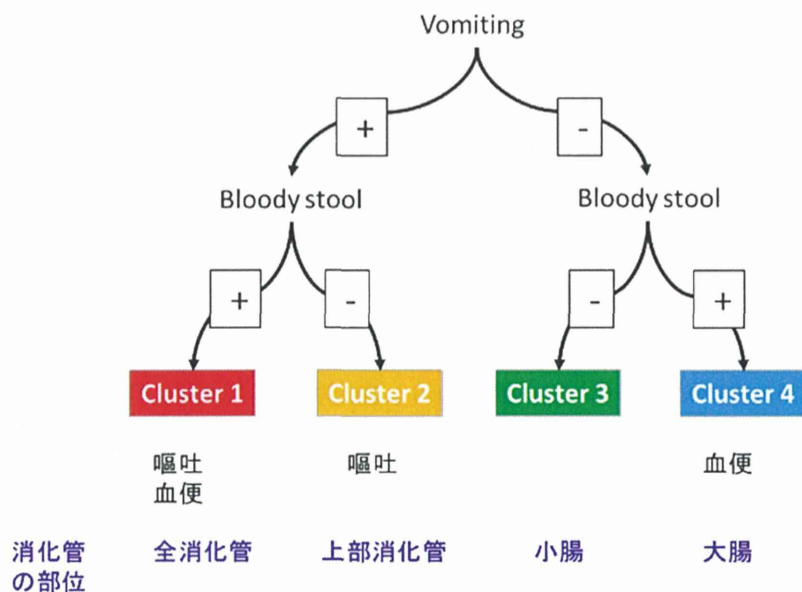 Vomiting
+ -
Bloody stool Bloody stool
+ - - +
Cluster 1 Cluster 2 Cluster 3 Cluster 4
嘔吐 嘔吐 血便
血便
消化管 全消化管 上部消化管 小腸 大腸
の部位